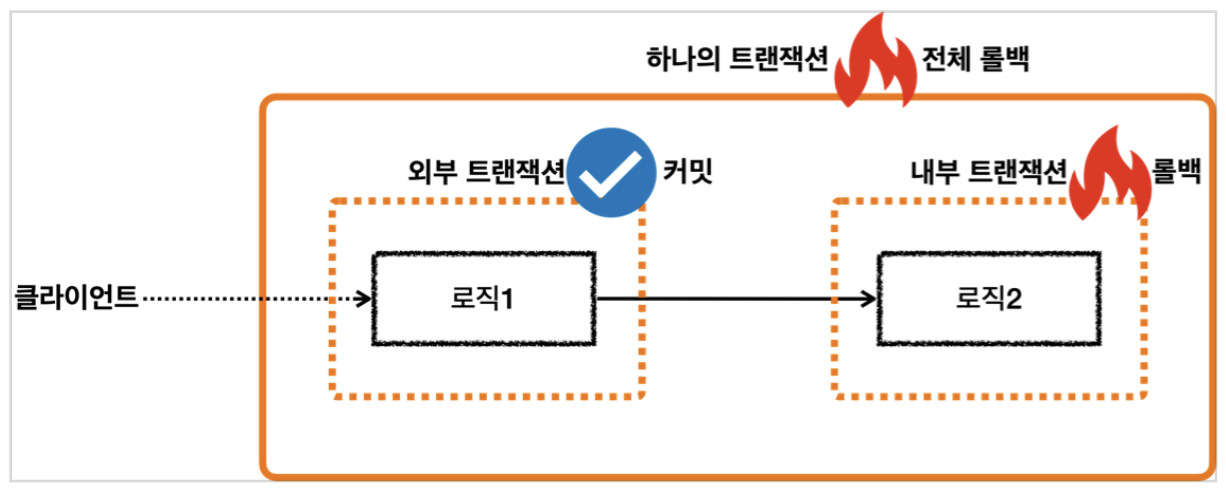 하나의 트랜잭션 전체 롤백
외부 트랜잭션 커밋
내부 트랜잭션 롤백
클라이언트
로직1
로직2